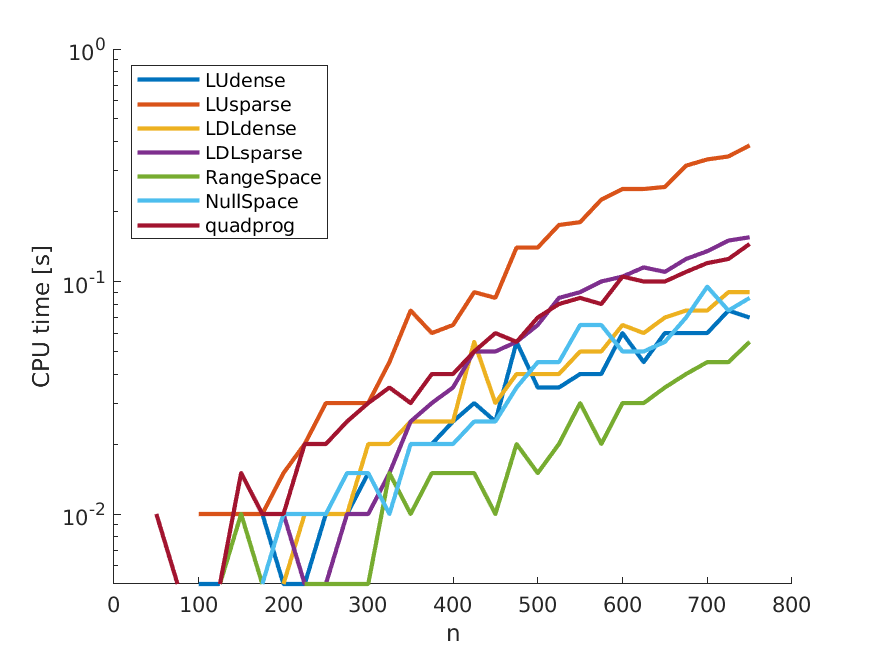 10^0
10^-1
10^-2
CPU time [s]
LUdense
LUsparse
LDLdense
LDLsparse
RangeSpace
NullSpace
quadprog
0 100 200 300 400 500 600 700 800
n